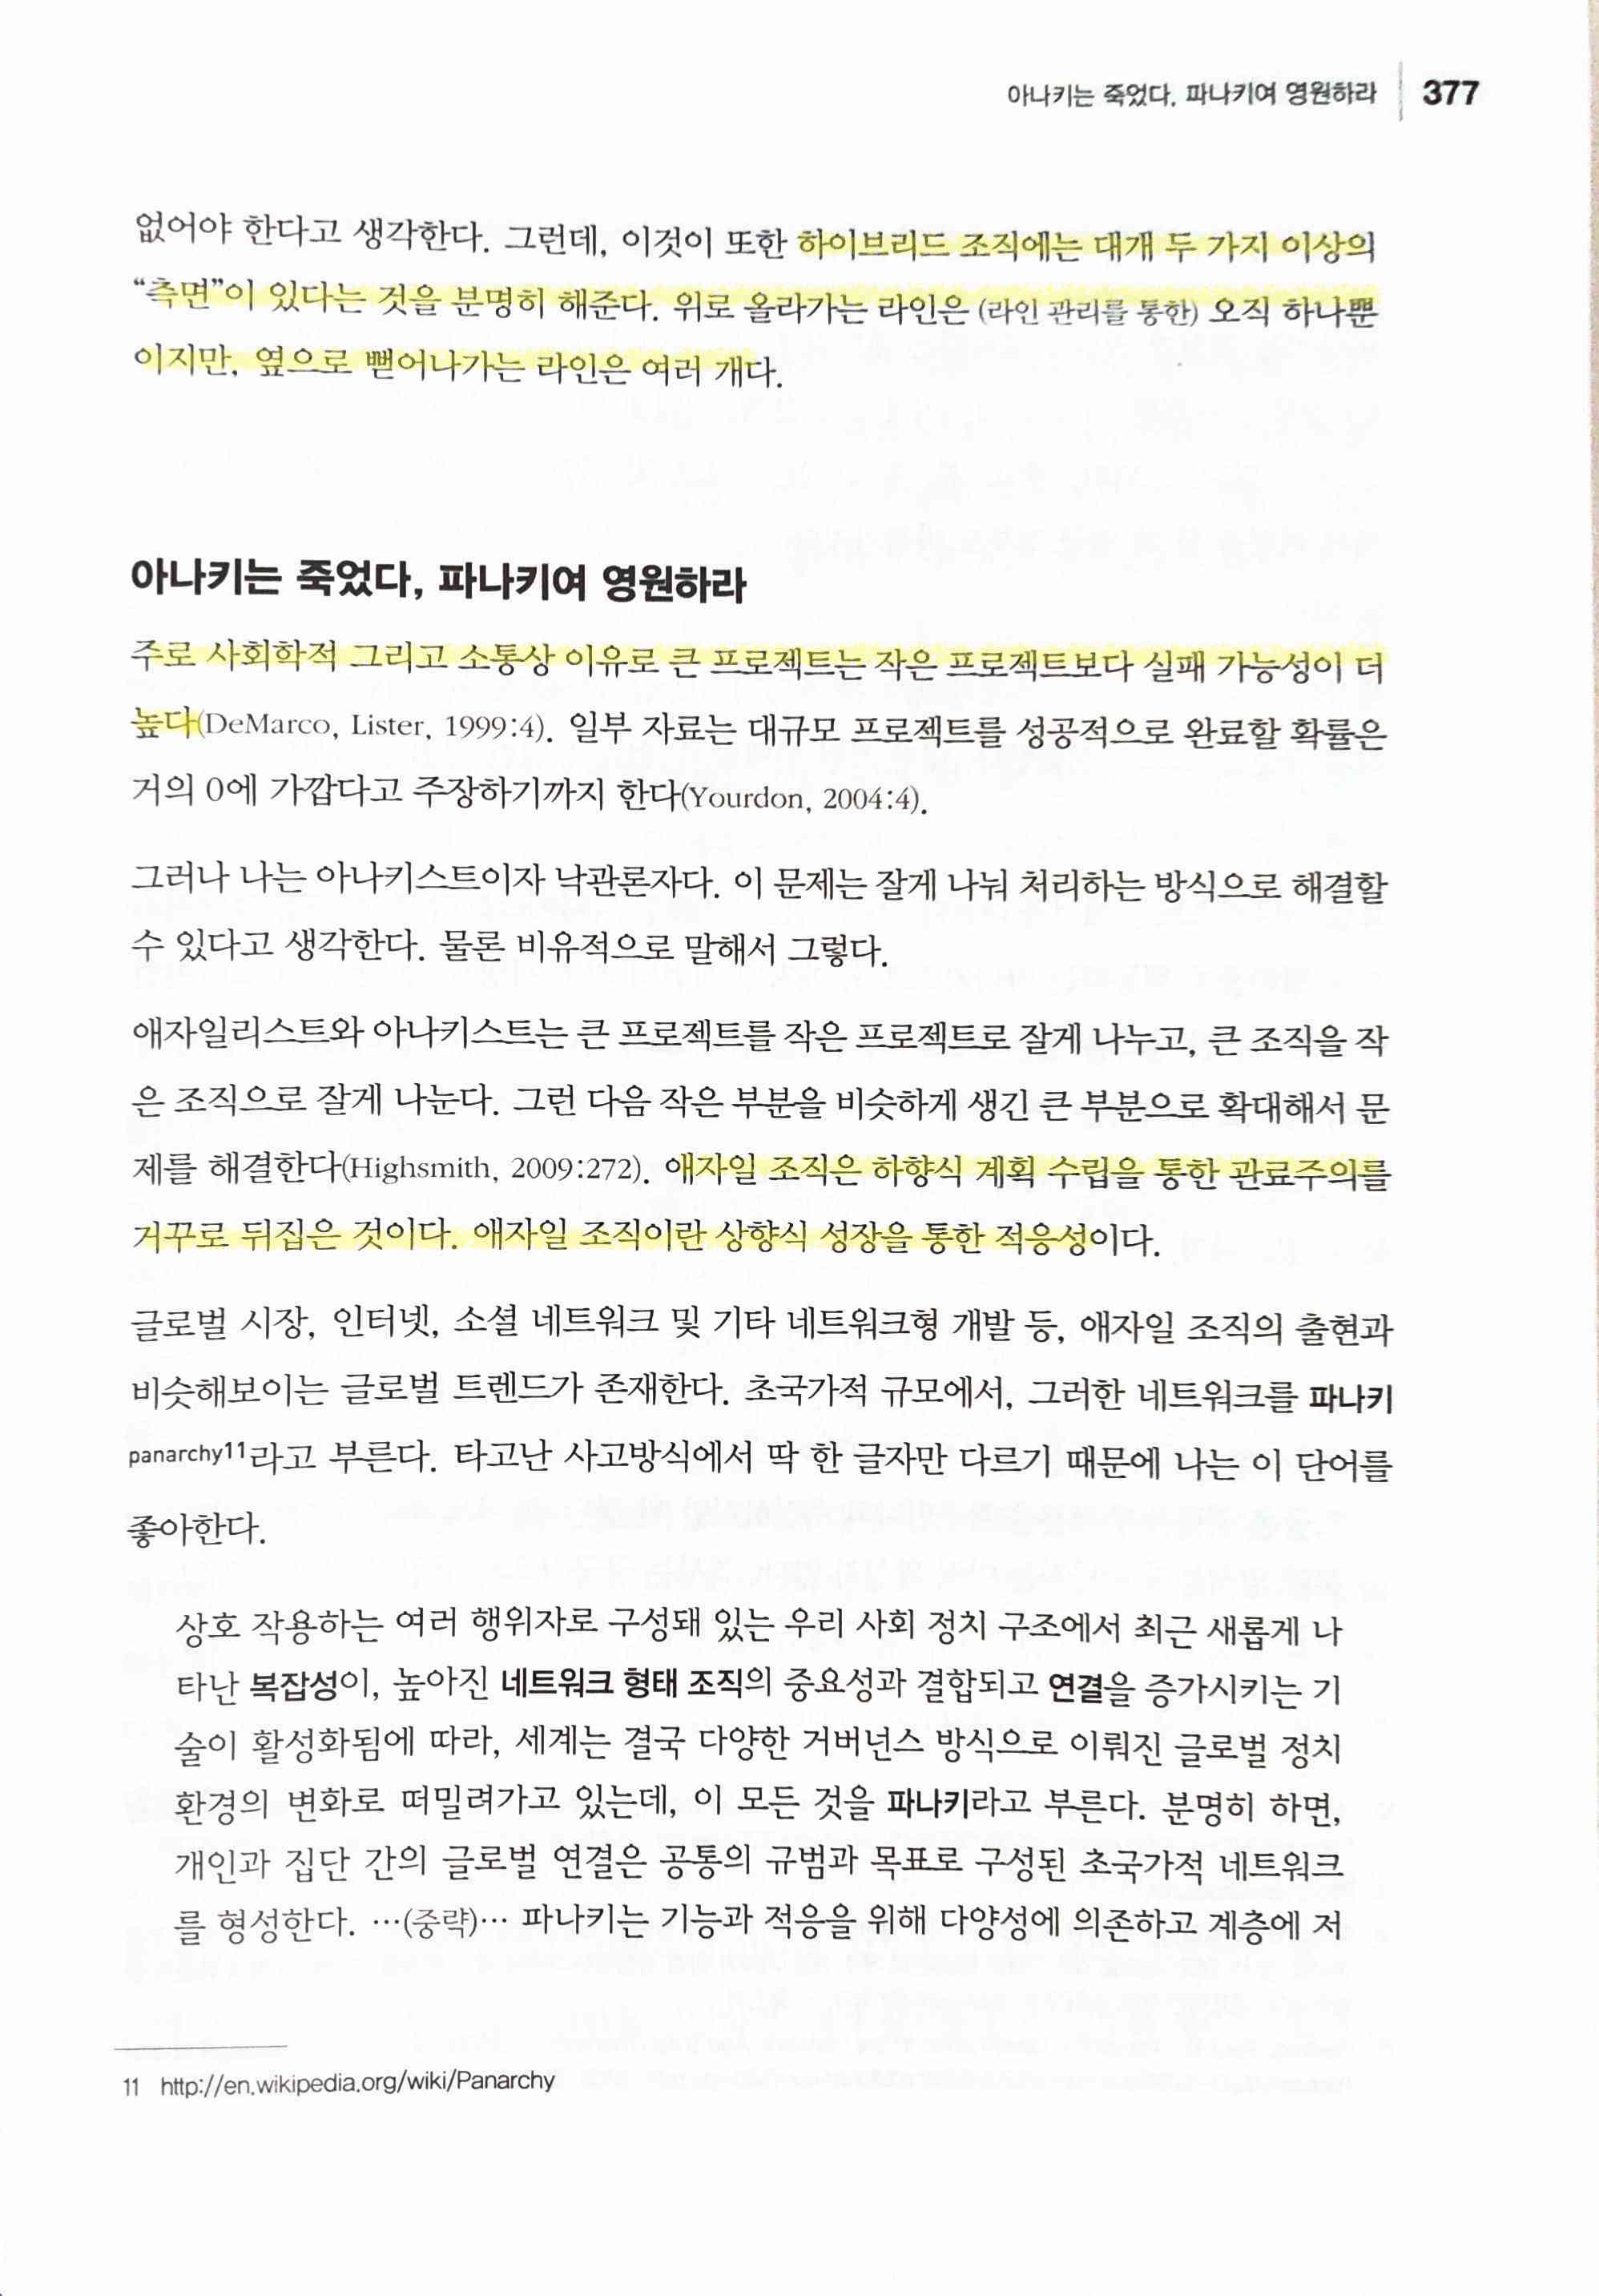 아나키는 죽었다, 파나키여 영원하라 377
없어야 한다고 생각한다. 그런데, 이것이 또한 하이브리드 조직에는 대개 두 가지 이상의
“측면”이 있다는 것을 분명히 해준다. 위로 올라가는 라인은 (라인 관리를 통한) 오직 하나뿐
이지만, 옆으로 뻗어나가는 라인은 여러 개다.
아나키는 죽었다, 파나키여 영원하라
주로 사회학적 그리고 소통상 이유로 큰 프로젝트는 작은 프로젝트보다 실패 가능성이 더
높다(DeMarco, Lister, 1999:4). 일부 자료는 대규모 프로젝트를 성공적으로 완료할 확률은
거의 0에 가깝다고 주장하기까지 한다(Yourdon, 2004:4).
그러나 나는 아나키스트이자 낙관론자다. 이 문제는 잘게 나눠 처리하는 방식으로 해결할
수 있다고 생각한다. 물론 비유적으로 말해서 그렇다.
애자일리스트와 아나키스트는 큰 프로젝트를 작은 프로젝트로 잘게 나누고, 큰 조직을 작
은 조직으로 잘게 나눈다. 그런 다음 작은 부분을 비슷하게 생긴 큰 부분으로 확대해서 문
제를 해결한다(Highsmith, 2009:272). 애자일 조직은 하향식 계획 수립을 통한 관료주의를
거꾸로 뒤집은 것이다. 애자일 조직이란 상향식 성장을 통한 적응성이다.
글로벌 시장, 인터넷, 소셜 네트워크 및 기타 네트워크형 개발 등, 애자일 조직의 출현과
비슷해보이는 글로벌 트렌드가 존재한다. 초국가적 규모에서, 그러한 네트워크를 파나키
panarchy11라고 부른다. 타고난 사고방식에서 딱 한 글자만 다르기 때문에 나는 이 단어를
좋아한다.
상호 작용하는 여러 행위자로 구성돼 있는 우리 사회 정치 구조에서 최근 새롭게 나
타난 복잡성이, 높아진 네트워크 형태 조직의 중요성과 결합되고 연결을 증가시키는 기
술이 활성화됨에 따라, 세계는 결국 다양한 거버넌스 방식으로 이뤄진 글로벌 정치
환경의 변화로 떠밀려가고 있는데, 이 모든 것을 파나키라고 부른다. 분명히 하면,
개인과 집단 간의 글로벌 연결은 공통의 규범과 목표로 구성된 초국가적 네트워크
를 형성한다. …(중략)… 파나키는 기능과 적응을 위해 다양성에 의존하고 계층에 저
11 http://en.wikipedia.org/wiki/Panarchy